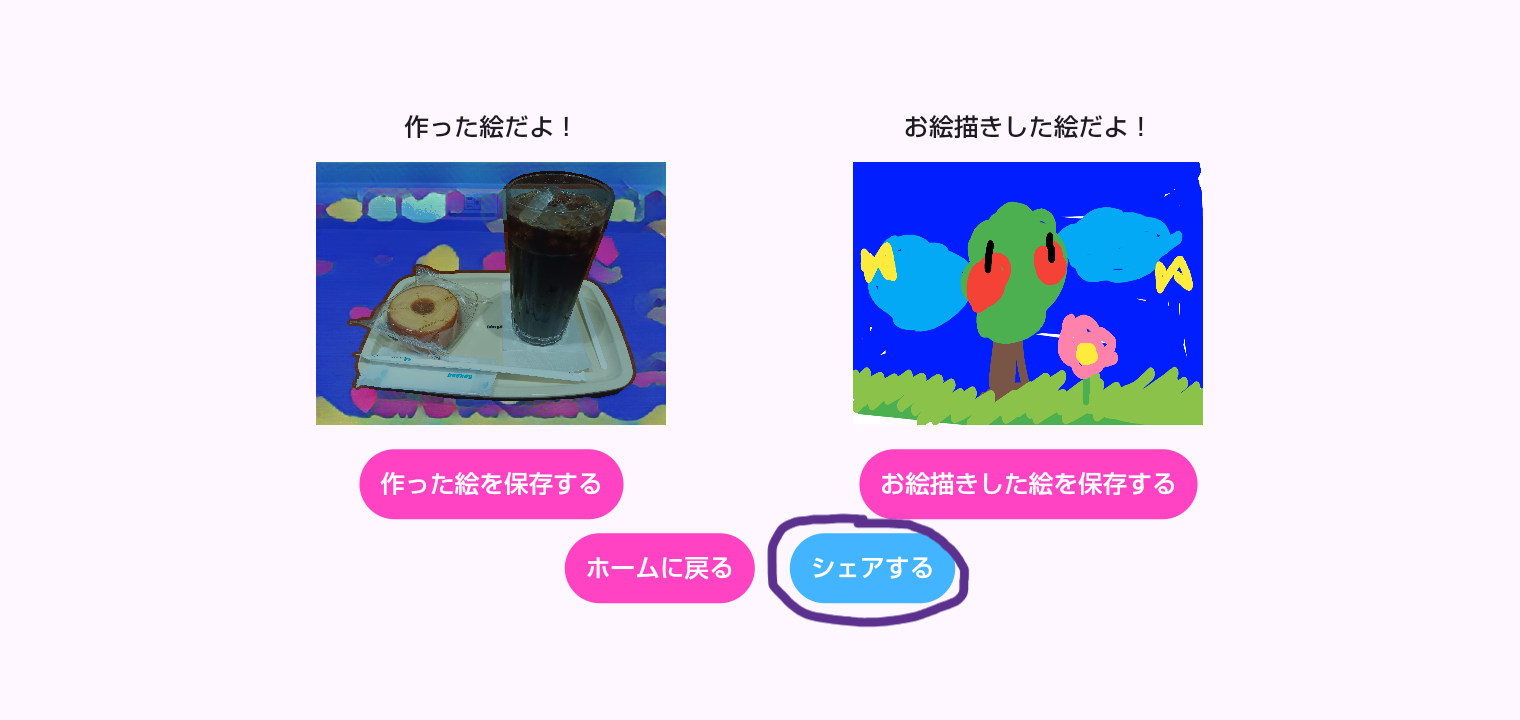 作った絵だよ！
お絵描きした絵だよ！
作った絵を保存する
お絵描きした絵を保存する
ホームに戻る
シェアする